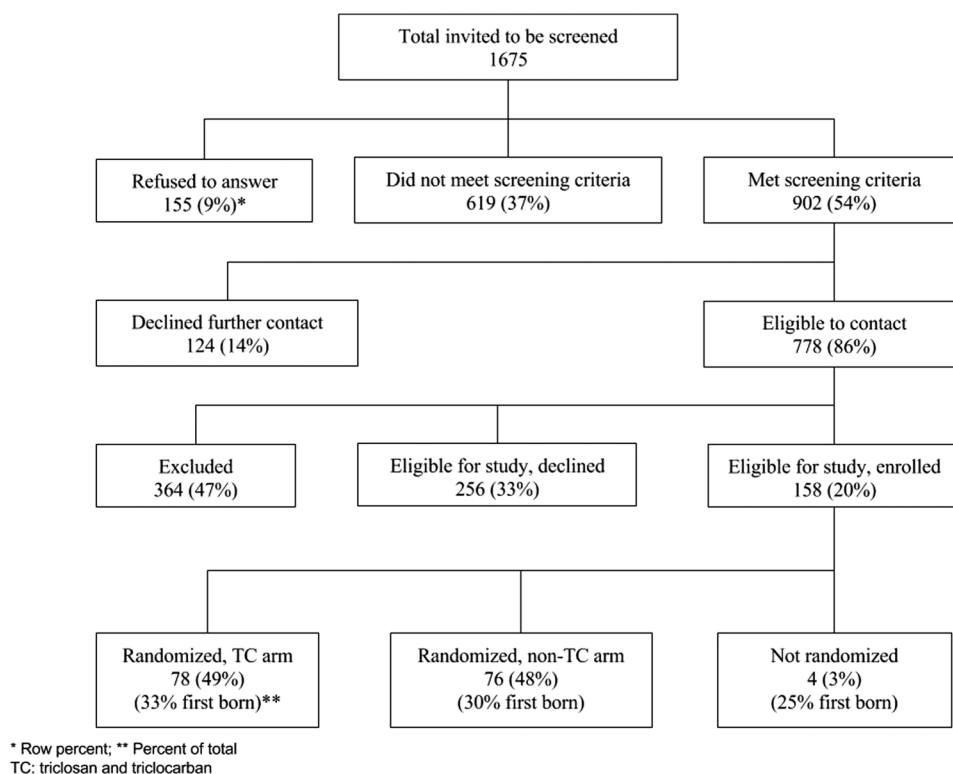 Total invited to be screened
1675
Refused to answer
155 (9%)*
Did not meet screening criteria
619 (37%)
Met screening criteria
902 (54%)
Declined further contact
124 (14%)
Eligible to contact
778 (86%)
Excluded
364 (47%)
Eligible for study, declined
256 (33%)
Eligible for study, enrolled
158 (20%)
Randomized, TC arm
78 (49%)
(33% first born)**
Randomized, non-TC arm
76 (48%)
(30% first born)
Not randomized
4 (3%)
(25% first born)
* Row percent; ** Percent of total
TC: triclosan and triclocarban